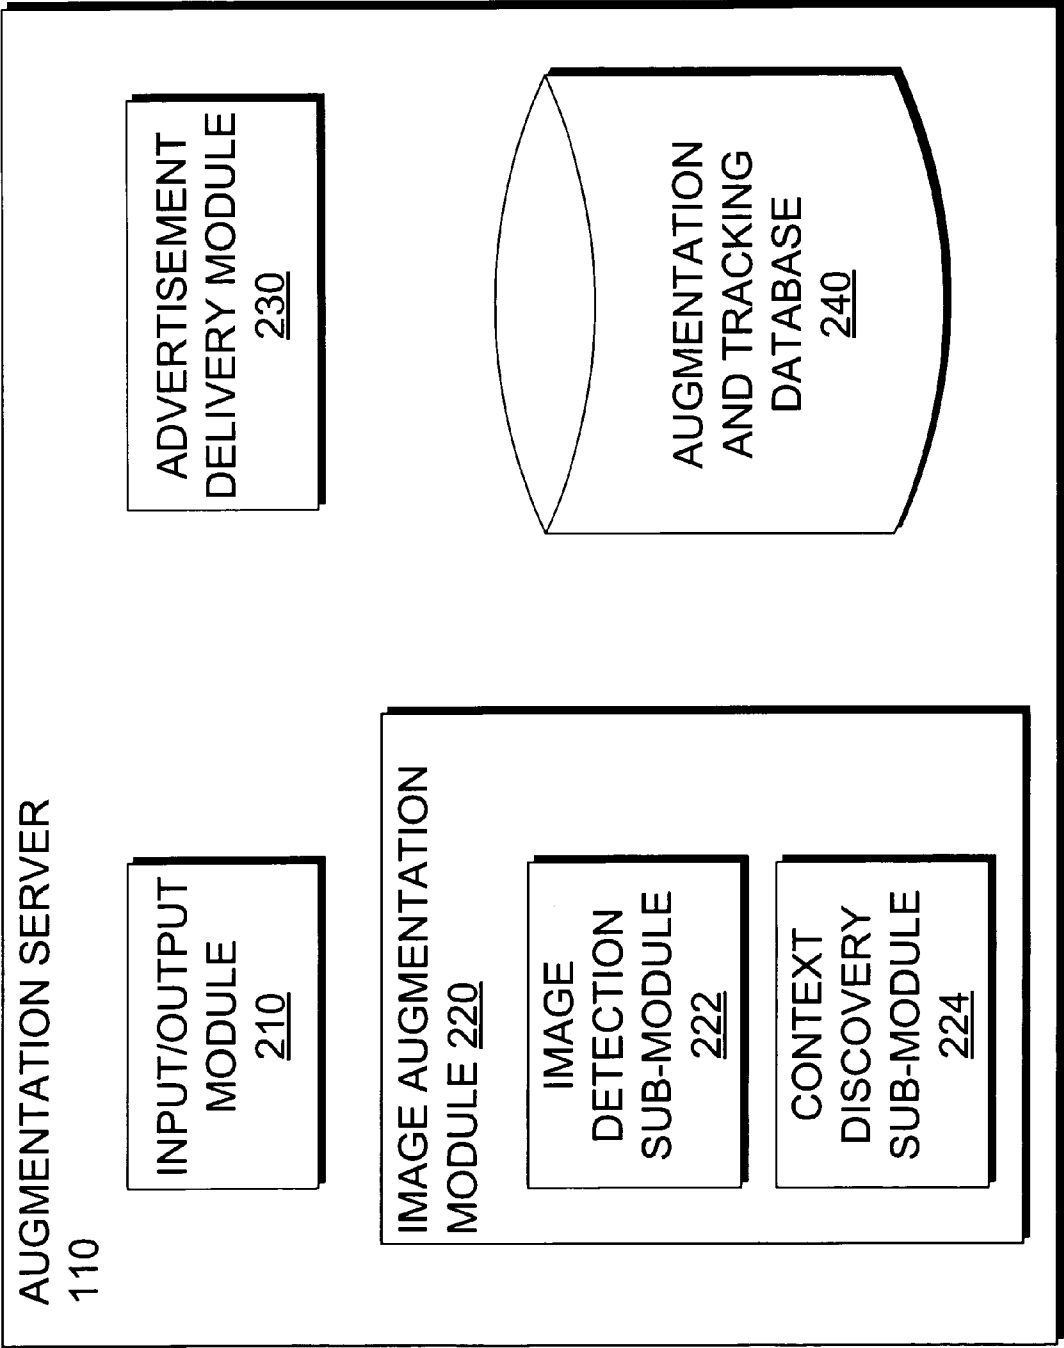 AUGMENTATION SERVER
110
INPUT/OUTPUT
MODULE
210
ADVERTISEMENT
DELIVERY MODULE
230
IMAGE AUGMENTATION
MODULE 220
IMAGE
DETECTION
SUB-MODULE
222
CONTEXT
DISCOVERY
SUB-MODULE
224
AUGMENTATION
AND TRACKING
DATABASE
240